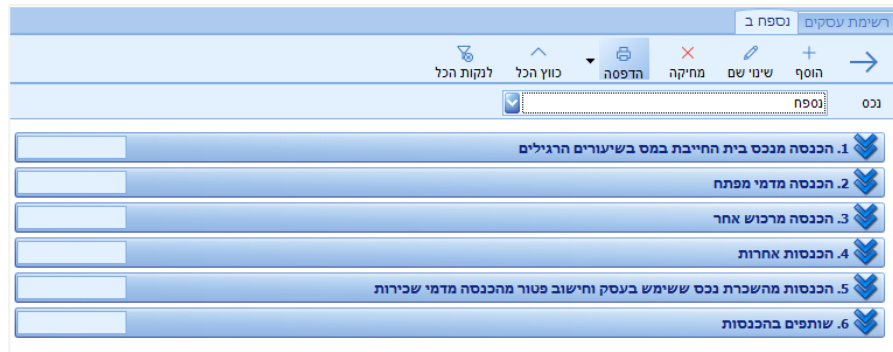 רשימת עסקים נספח ב
הוסף שינוי שם מחיקה הדפסה כווץ הכל לנקות הכל
נכס נספח
1. הכנסה מנכס בית החייבת במס בשיעורים הרגילים
2. הכנסה מדמי מפתח
3. הכנסה מרכוש אחר
4. הכנסות אחרות
5. הכנסות מהשכרת נכס ששימש בעסק וחישוב פטור מהכנסה מדמי שכירות
6. שותפים בהכנסות